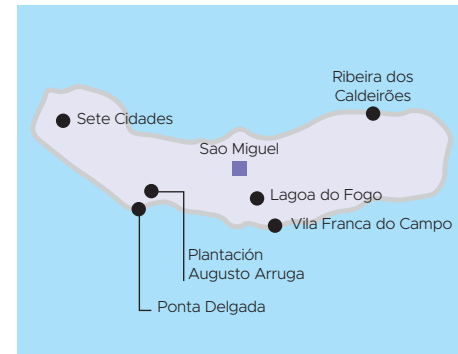 Ribeira dos
Caldeirões
Sete Cidades
Sao Miguel
Lagoa do Fogo
Vila Franca do Campo
Plantación
Augusto Arruga
Ponta Delgada